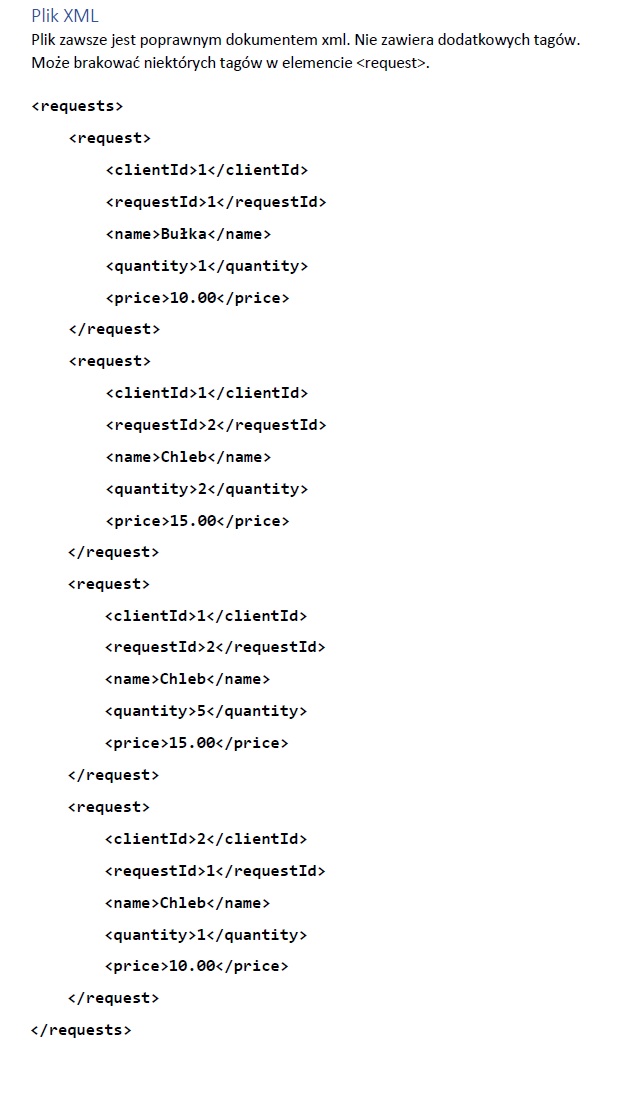 Plik XML
Plik zawsze jest poprawnym dokumentem xml. Nie zawiera dodatkowych tagów.
Może brakować niektórych tagów w elemencie <request>.
<requests>
<request>
<clientId>1</clientId>
<requestId>1</requestId>
<name>Bułka</name>
<quantity>1</quantity>
<price>10.00</price>
</request>
<request>
<clientId>1</clientId>
<requestId>2</requestId>
<name>Chleb</name>
<quantity>2</quantity>
<price>15.00</price>
</request>
<request>
<clientId>1</clientId>
<requestId>2</requestId>
<name>Chleb</name>
<quantity>5</quantity>
<price>15.00</price>
</request>
<request>
<clientId>2</clientId>
<requestId>1</requestId>
<name>Chleb</name>
<quantity>1</quantity>
<price>10.00</price>
</request>
</requests>